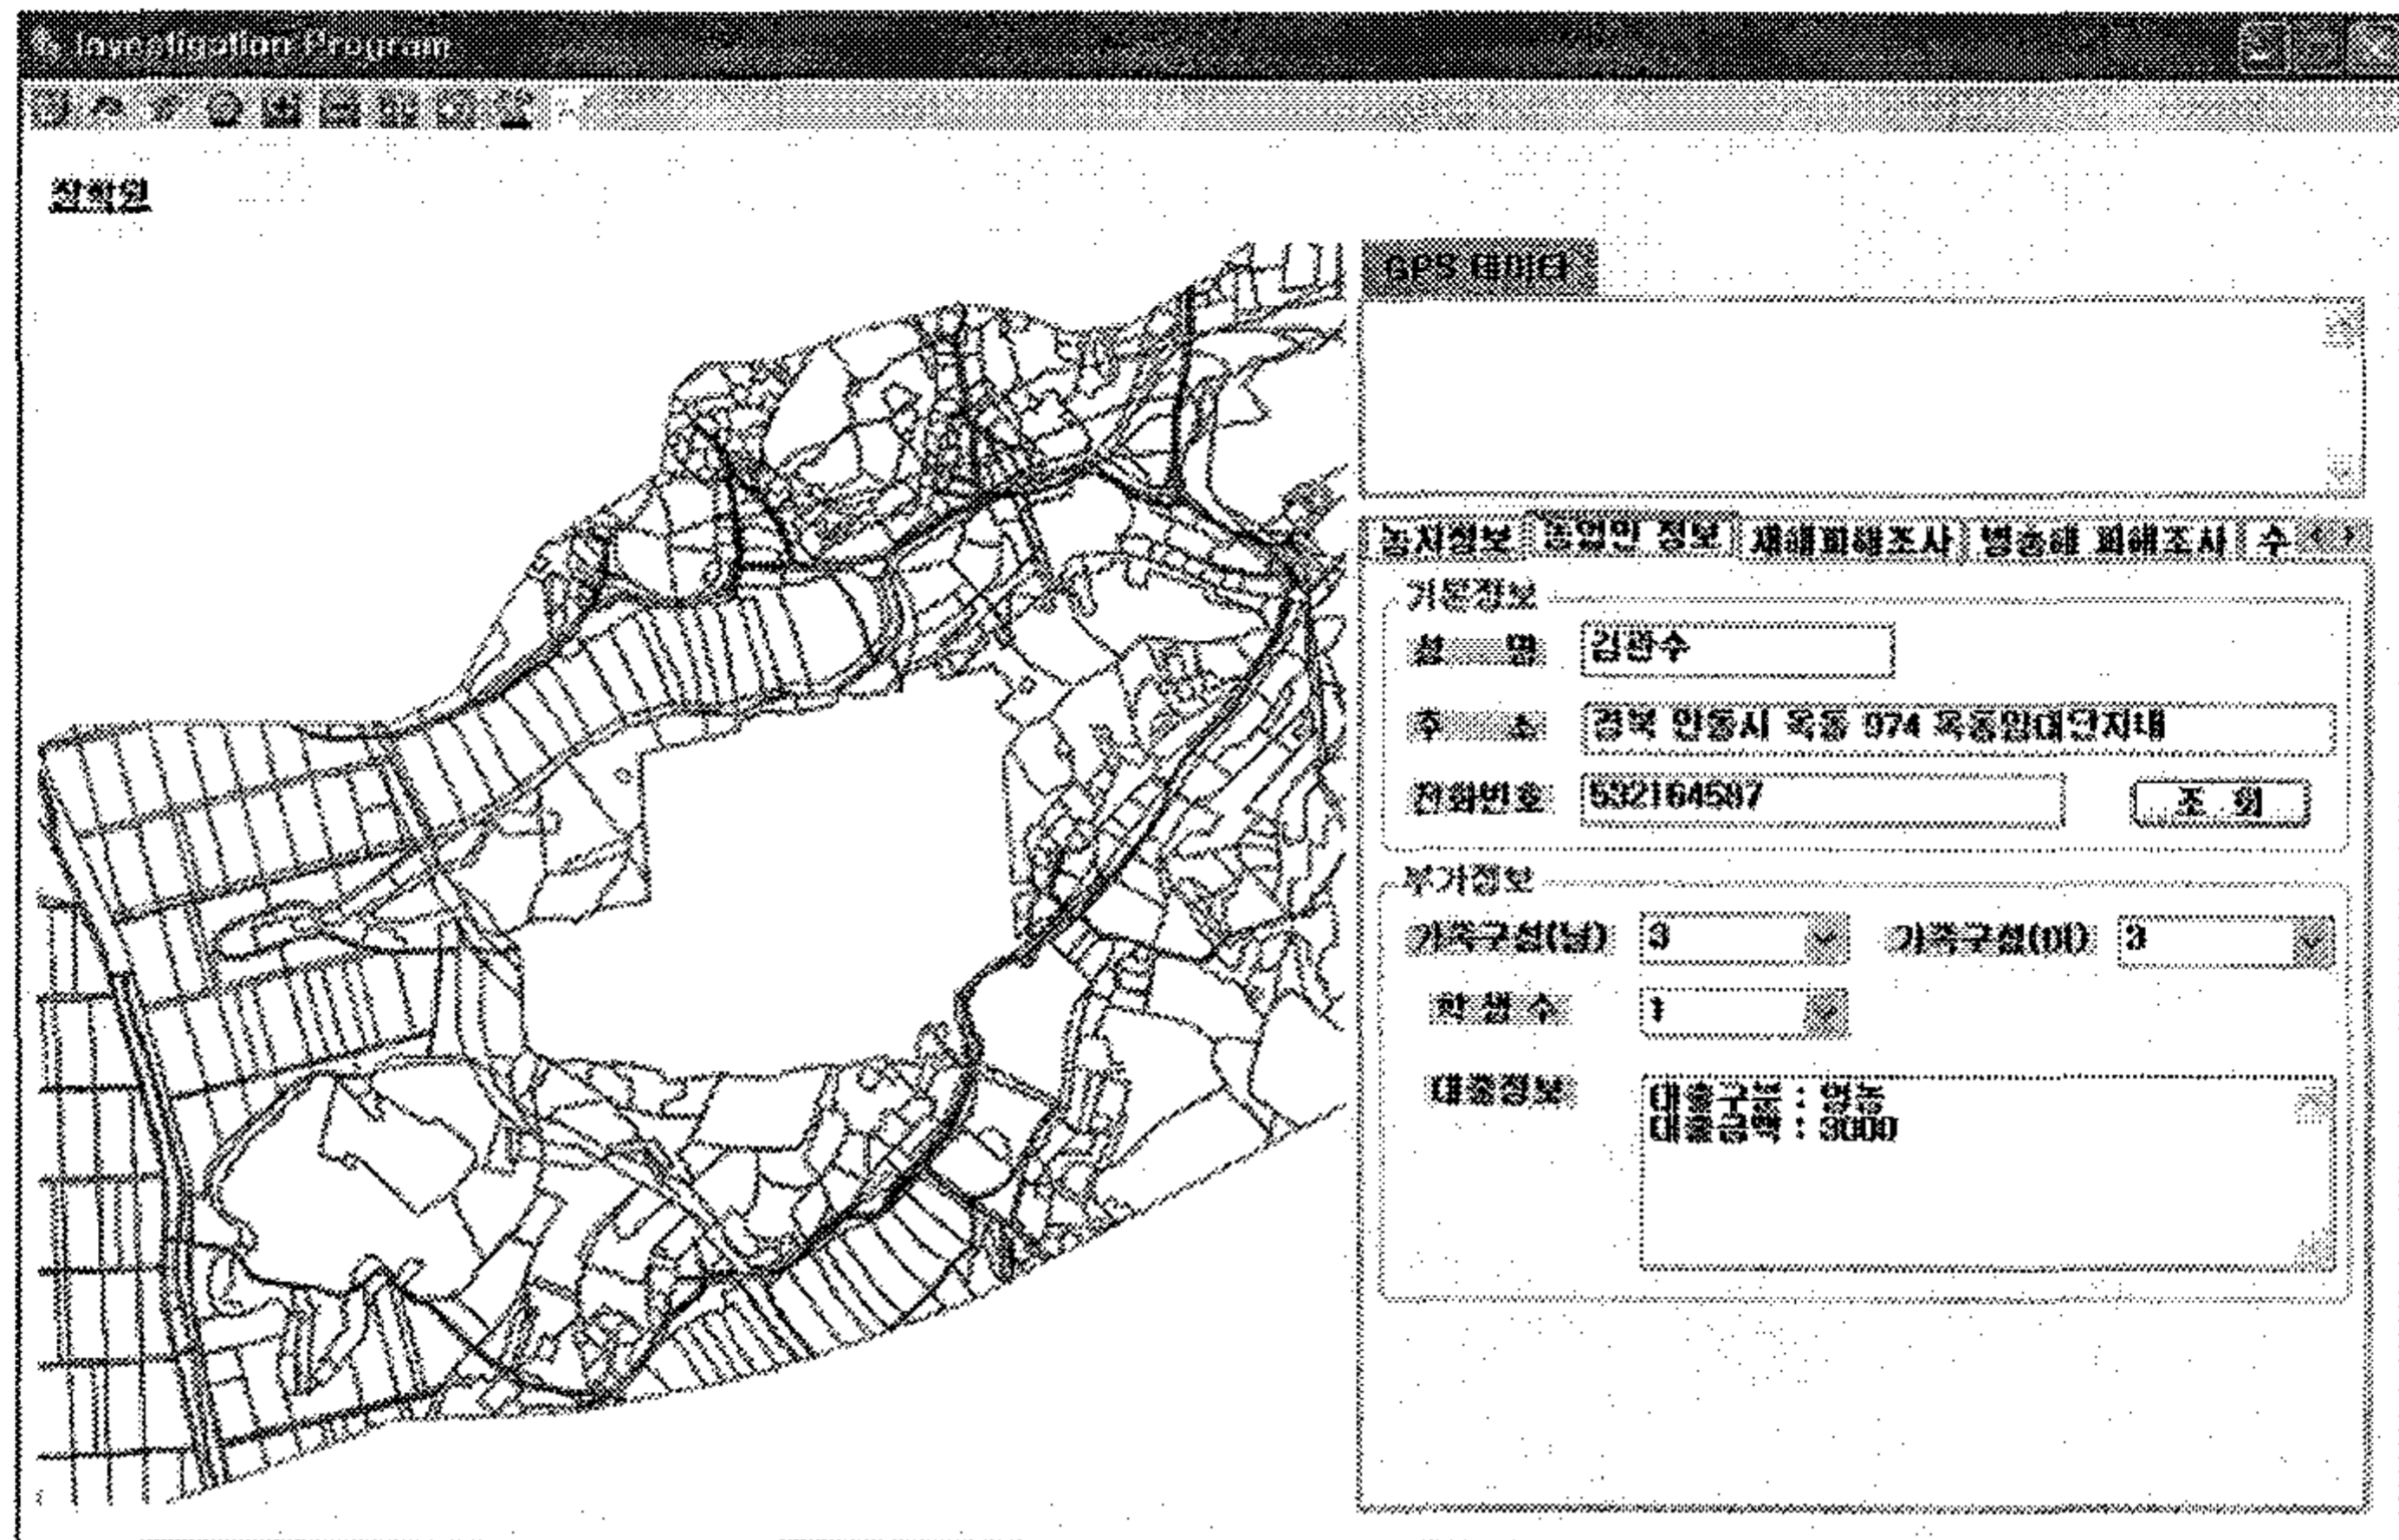 Investigation Program
GPS 데이터
농지정보 농업인 정보 재해피해조사 병충해 피해조사 수
기본정보
성 명 김관수
주 소 경북 안동시 옥동 974 옥동임대단지내
전화번호 532164587
조 회
부가정보
가족구성(남) 3 가족구성(여) 3
학 생 수 1
대출정보
대출구분 : 영농
대출금액 : 3000